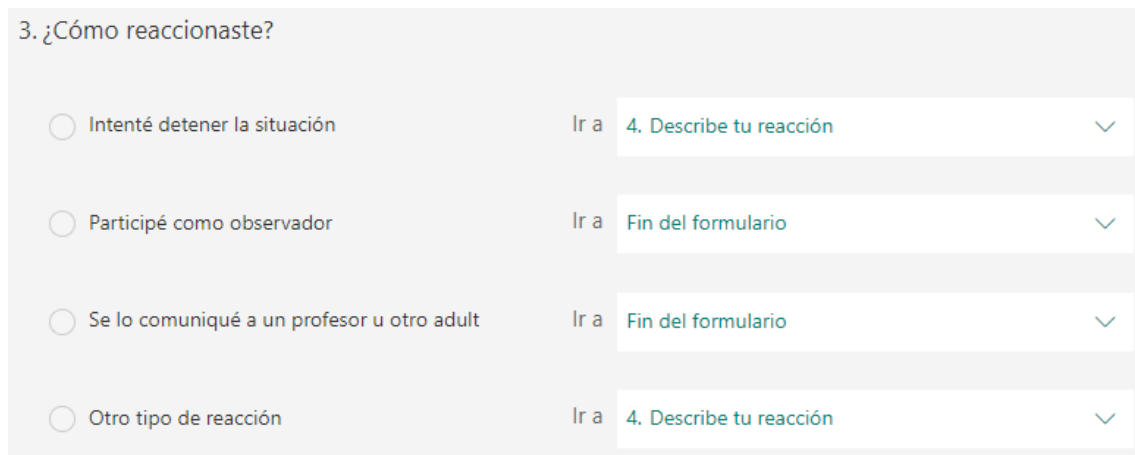 3. ¿Cómo reaccionaste?
Intenté detener la situación Ir a 4. Describe tu reacción
Participé como observador Ir a Fin del formulario
Se lo comuniqué a un profesor u otro adult Ir a Fin del formulario
Otro tipo de reacción Ir a 4. Describe tu reacción